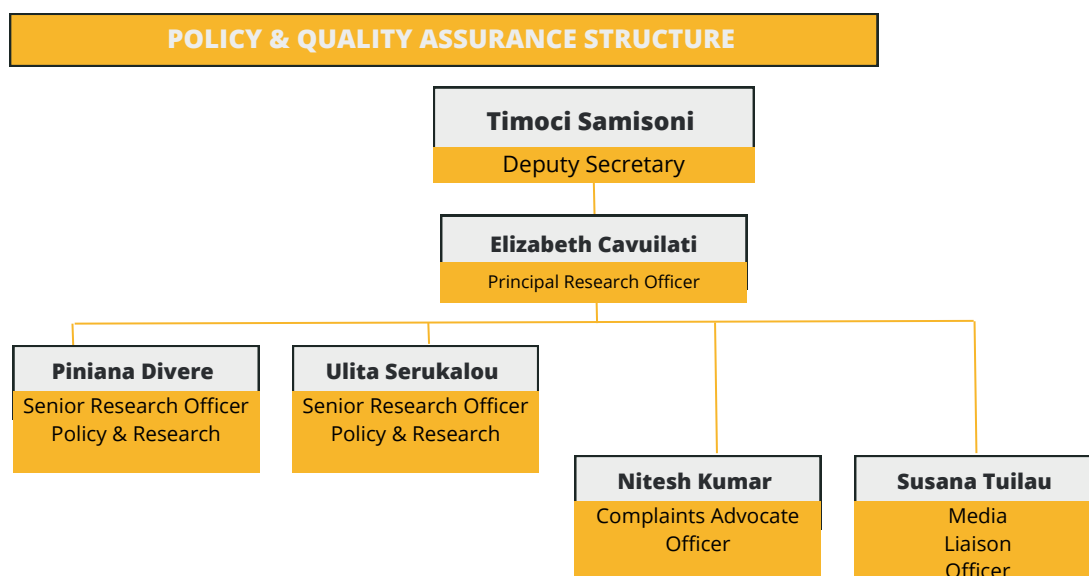 POLICY & QUALITY ASSURANCE STRUCTURE
Timoci Samisoni
Deputy Secretary
Elizabeth Cavuilati
Principal Research Officer
Piniana Divere
Senior Research Officer
Policy & Research
Ulita Serukalou
Senior Research Officer
Policy & Research
Nitesh Kumar
Complaints Advocate
Officer
Susana Tuilau
Media
Liaison
Officer